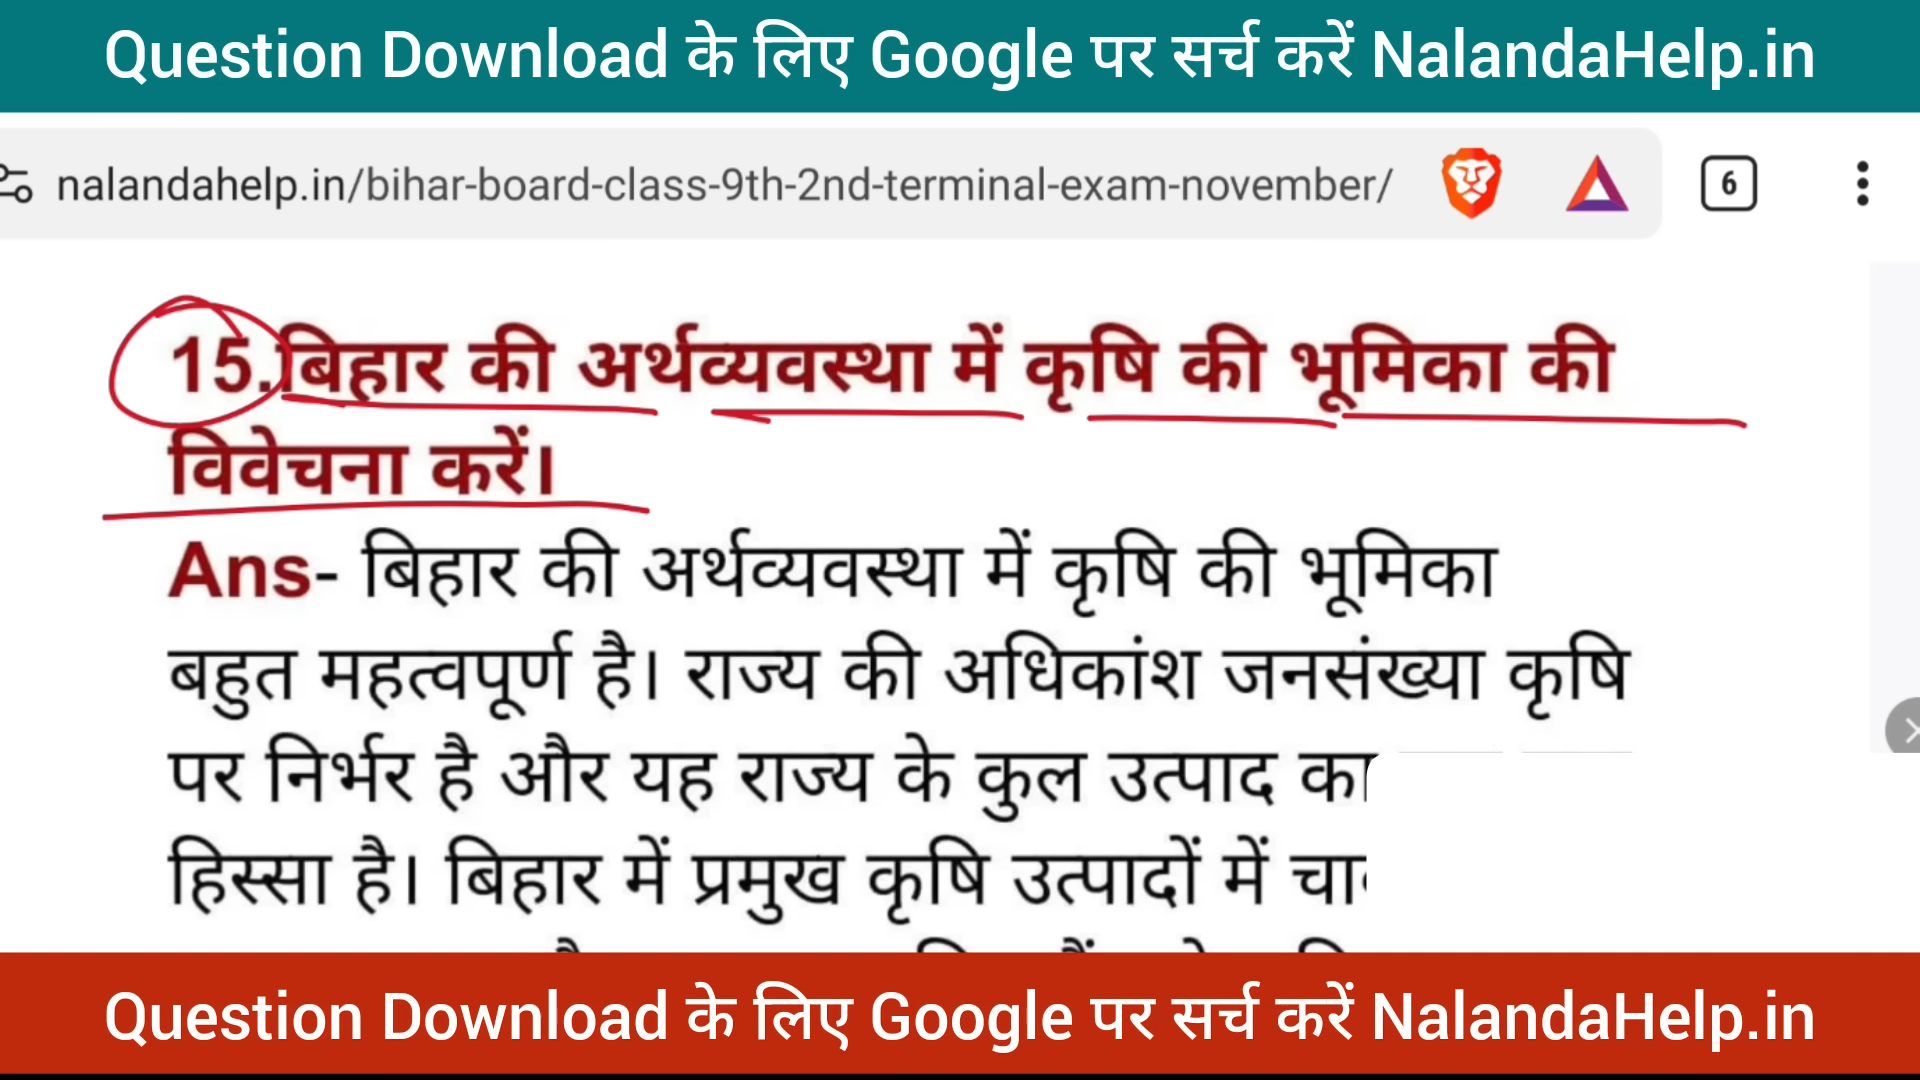 Question Download के लिए Google पर सर्च करें NalandaHelp.in
nalandahelp.in/bihar-board-class-9th-2nd-terminal-exam-november/
6
15.बिहार की अर्थव्यवस्था में कृषि की भूमिका की
विवेचना करें।
Ans- बिहार की अर्थव्यवस्था में कृषि की भूमिका
बहुत महत्वपूर्ण है। राज्य की अधिकांश जनसंख्या कृषि
पर निर्भर है और यह राज्य के कुल उत्पाद का
हिस्सा है। बिहार में प्रमुख कृषि उत्पादों में
Question Download के लिए Google पर सर्च करें NalandaHelp.in